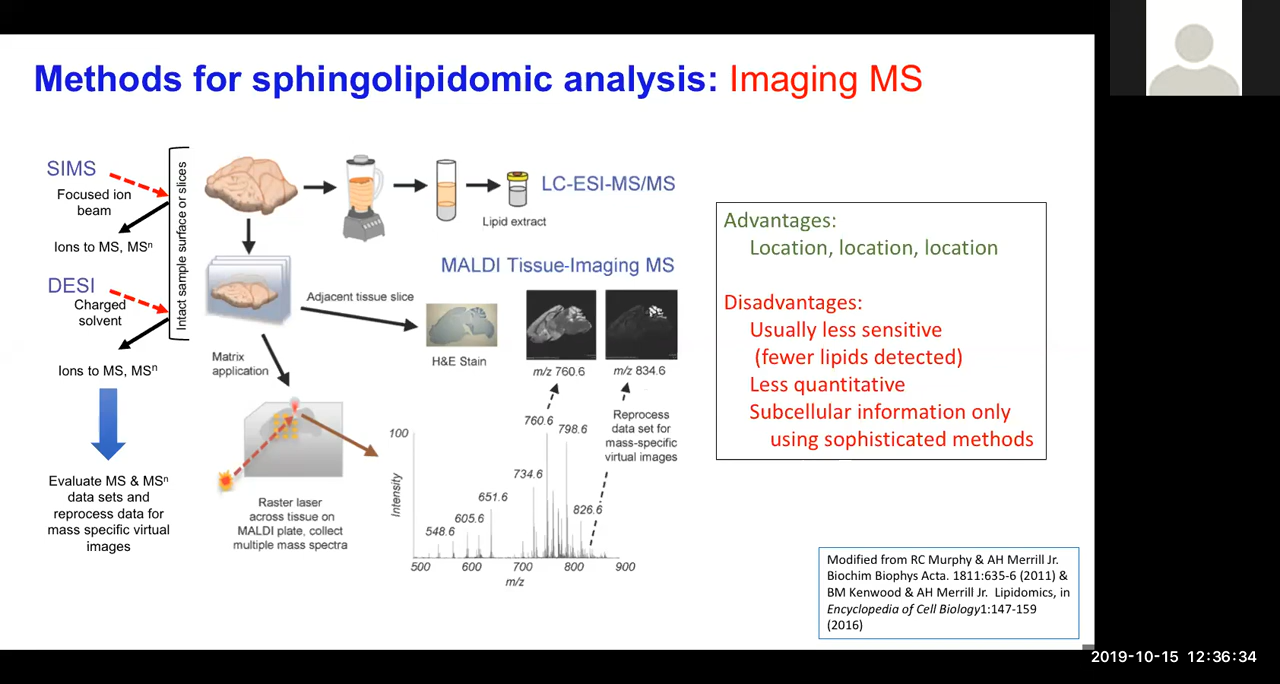 Methods for sphingolipidomic analysis: Imaging MS
SIMS
Focused ion
beam
Ions to MS, MSⁿ
DESI
Charged
solvent
Ions to MS, MSⁿ
Evaluate MS & MSⁿ
data sets and
reprocess data for
mass specific virtual
images
Intact sample surface or slices
LC-ESI-MS/MS
Lipid extract
MALDI Tissue-Imaging MS
Adjacent tissue slice
H&E Stain
m/z 760.6
m/z 834.6
Matrix
application
Raster laser
across tissue on
MALDI plate, collect
multiple mass spectra
Reprocess
data set for
mass-specific
virtual images
100
Intensity
548.6
605.6
651.6
734.6
760.6
798.6
826.6
500 600 700 800 900
m/z
Advantages:
Location, location, location
Disadvantages:
Usually less sensitive
(fewer lipids detected)
Less quantitative
Subcellular information only
using sophisticated methods
Modified from RC Murphy & AH Merrill Jr.
Biochim Biophys Acta. 1811:635-6 (2011) &
BM Kenwood & AH Merrill Jr. Lipidomics, in
Encyclopedia of Cell Biology1:147-159
(2016)
2019-10-15 12:36:34